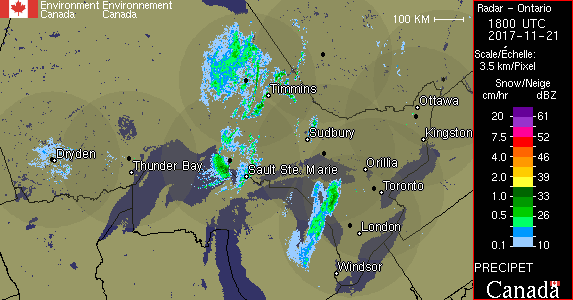 Environment Environnement
Canada Canada
100 KM
Timmins
Ottawa
Sudbury
Kingston
Dryden
Thunder Bay
Sault Ste. Marie
Orillia
Toronto
London
Windsor
Radar - Ontario
1800 UTC
2017-11-21
Scale/Échelle:
3.5 km/Pixel
Snow/Neige
cm/hr dBZ
20 61
7.5 52
4.0 46
2.0 39
1.0 33
0.5 26
0.1 10
PRECIPET
Canada